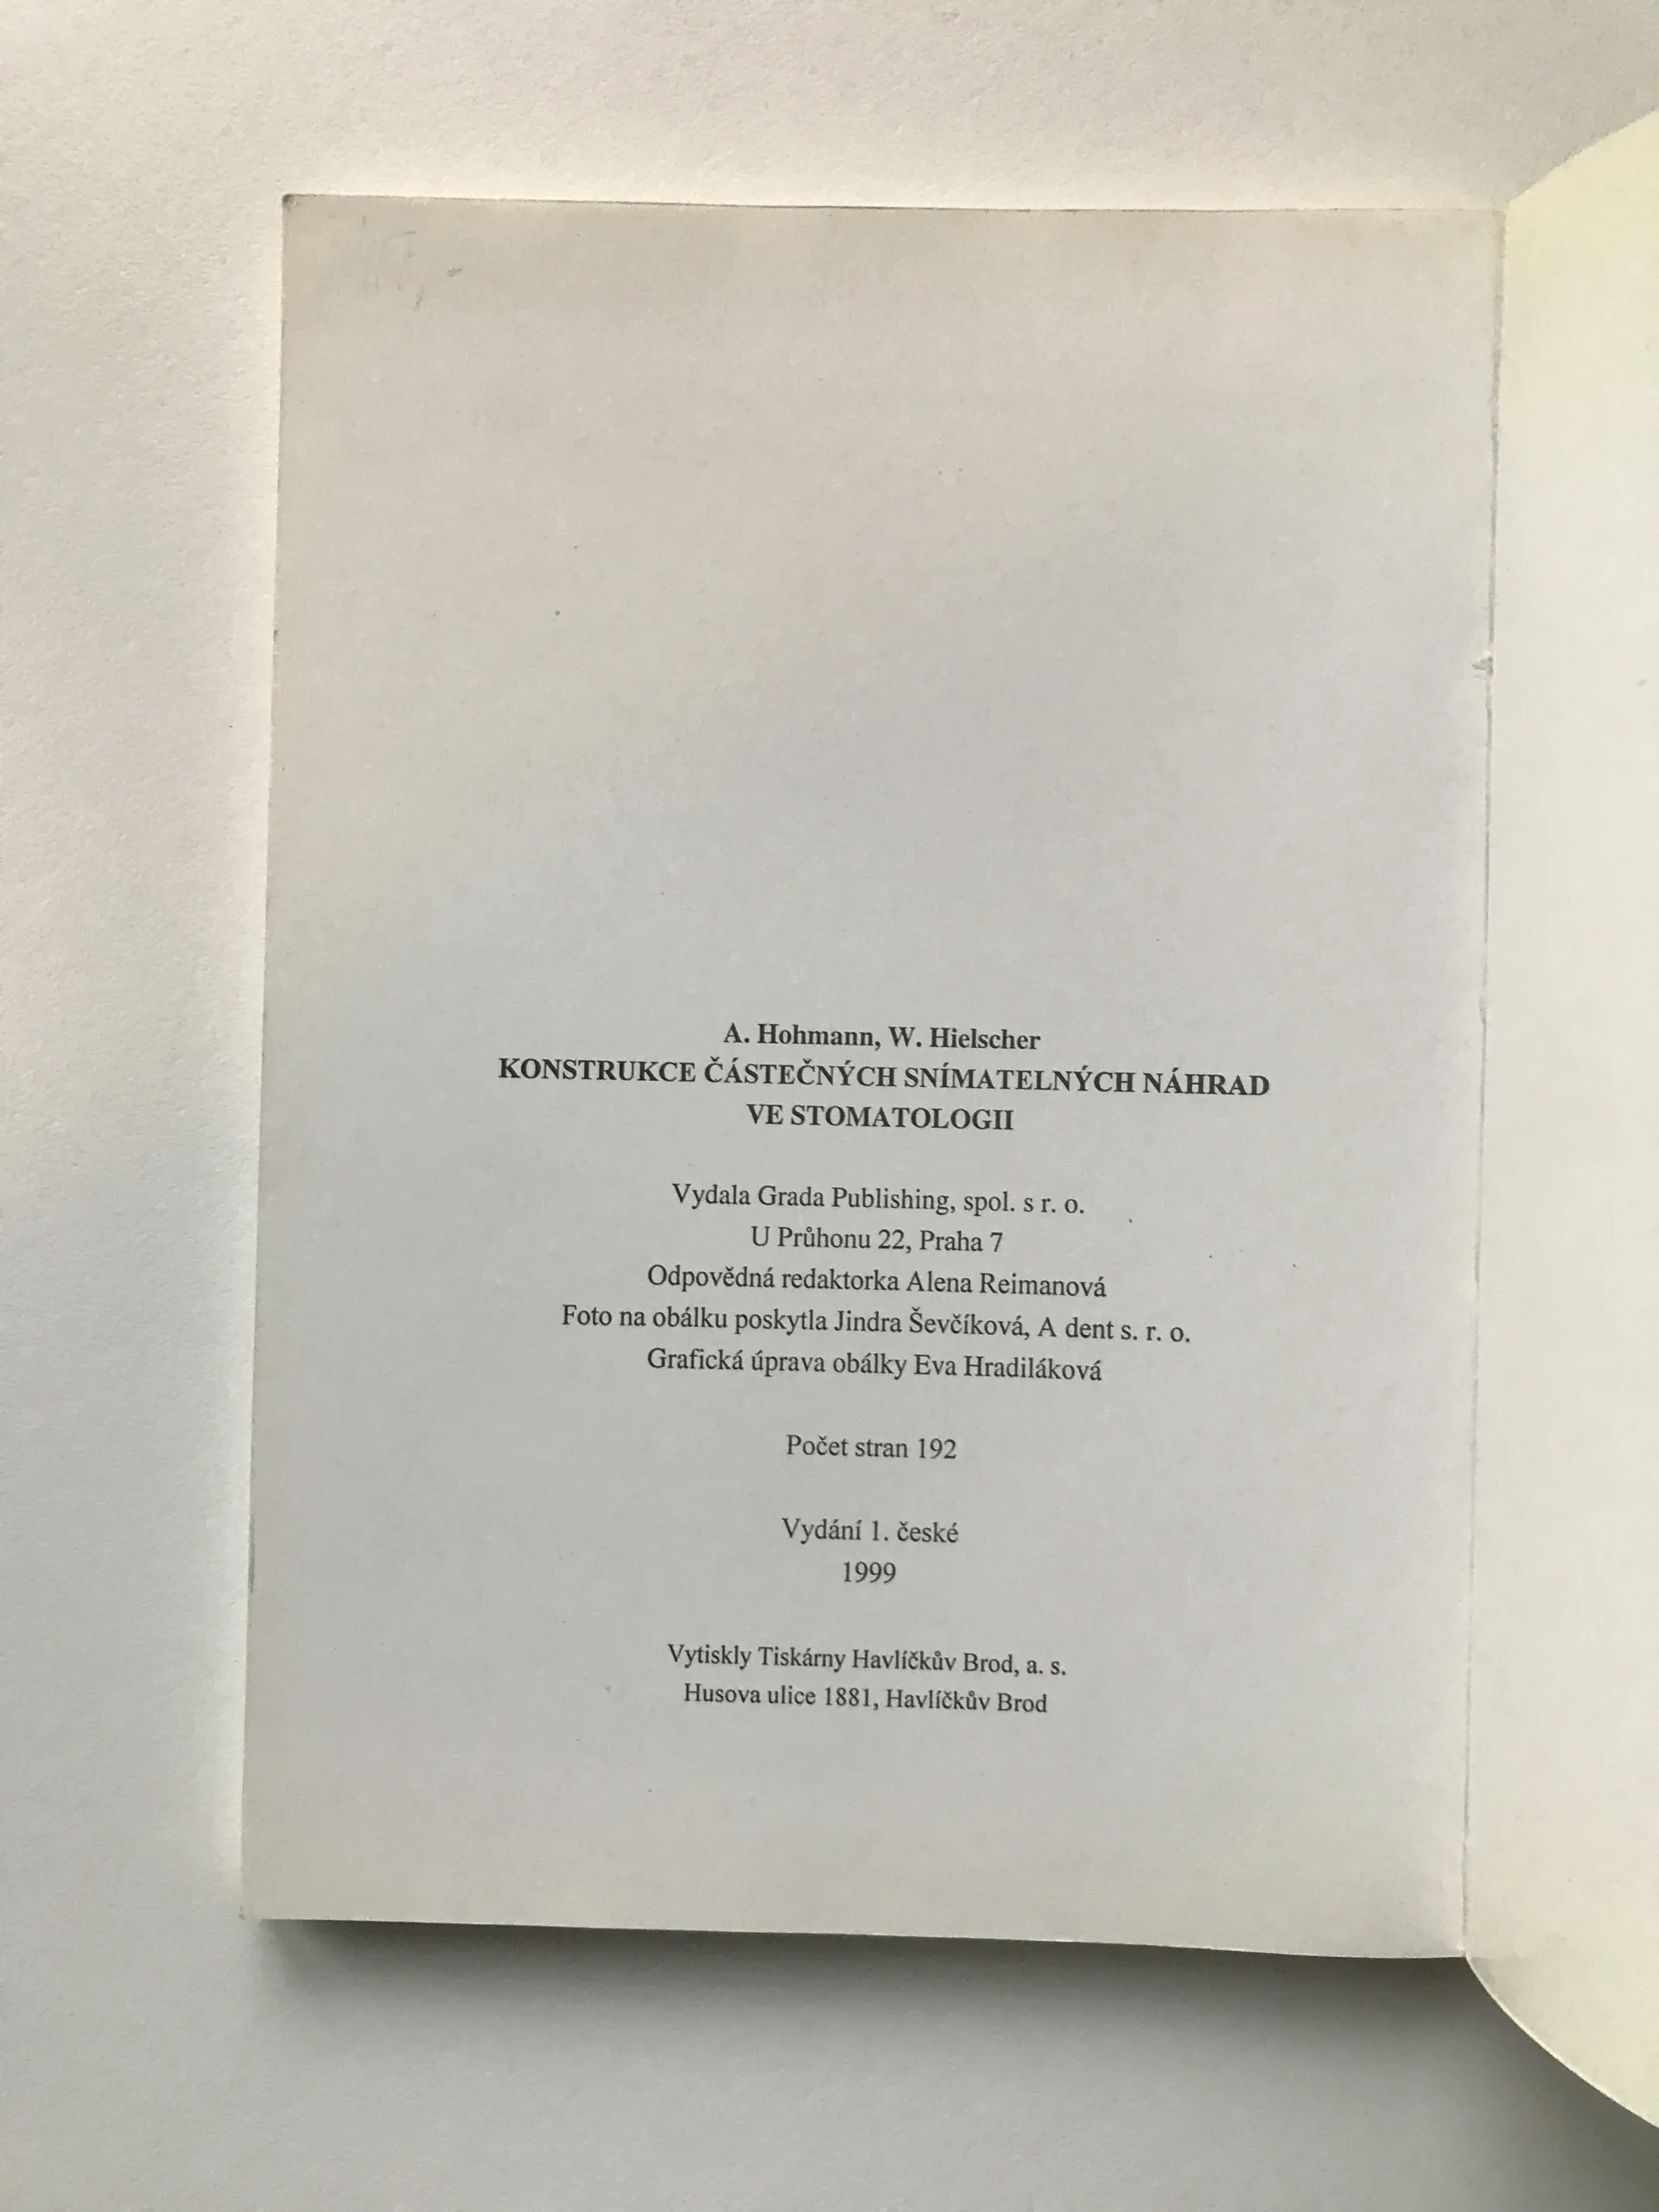 A. Hohmann, W. Hielscher
KONSTRUKCE ČÁSTEČNÝCH SNÍMATELNÝCH NÁHRAD
VE STOMATOLOGII
Vydala Grada Publishing, spol. s r. o.
U Průhonu 22, Praha 7
Odpovědná redaktorka Alena Reimanová
Foto na obálku poskytla Jindra Ševčíková, A dent s. r. o.
Grafická úprava obálky Eva Hradiláková
Počet stran 192
Vydání 1. české
1999
Vytiskly Tiskárny Havlíčkův Brod, a. s.
Husova ulice 1881, Havlíčkův Brod